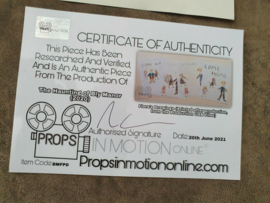 CERTIFICATE OF AUTHENTICITY
This Piece Has Been
Researched And Verified,
And Is An Authentic Piece
From The Production Of
The Haunting of Bly Manor
(2020)
Authorised Signature
Date: 20th June 2021
PROPS
IN MOTION ONLINE
Item Code: BMFPD
Propsinmotiononline.com